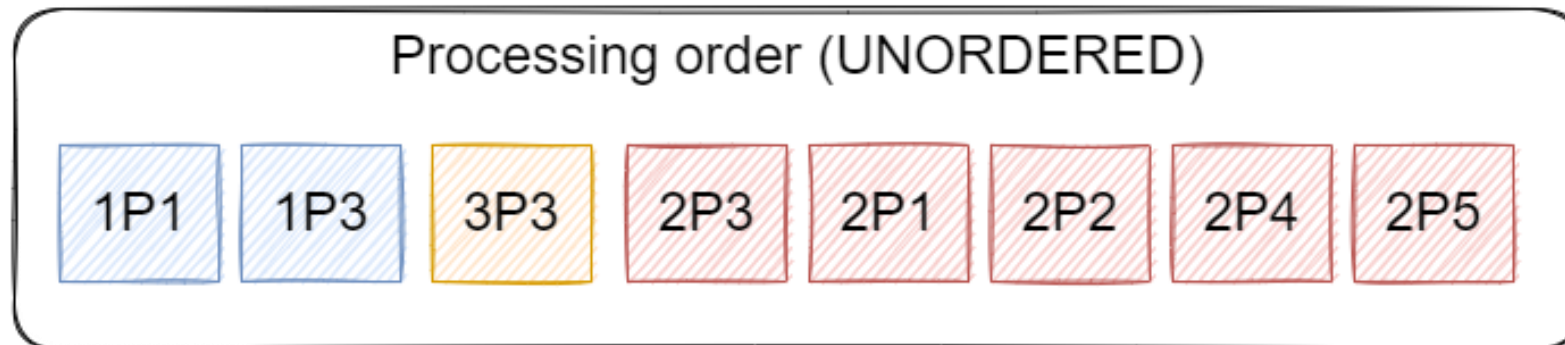 Processing order (UNORDERED)
1P1 1P3 3P3 2P3 2P1 2P2 2P4 2P5